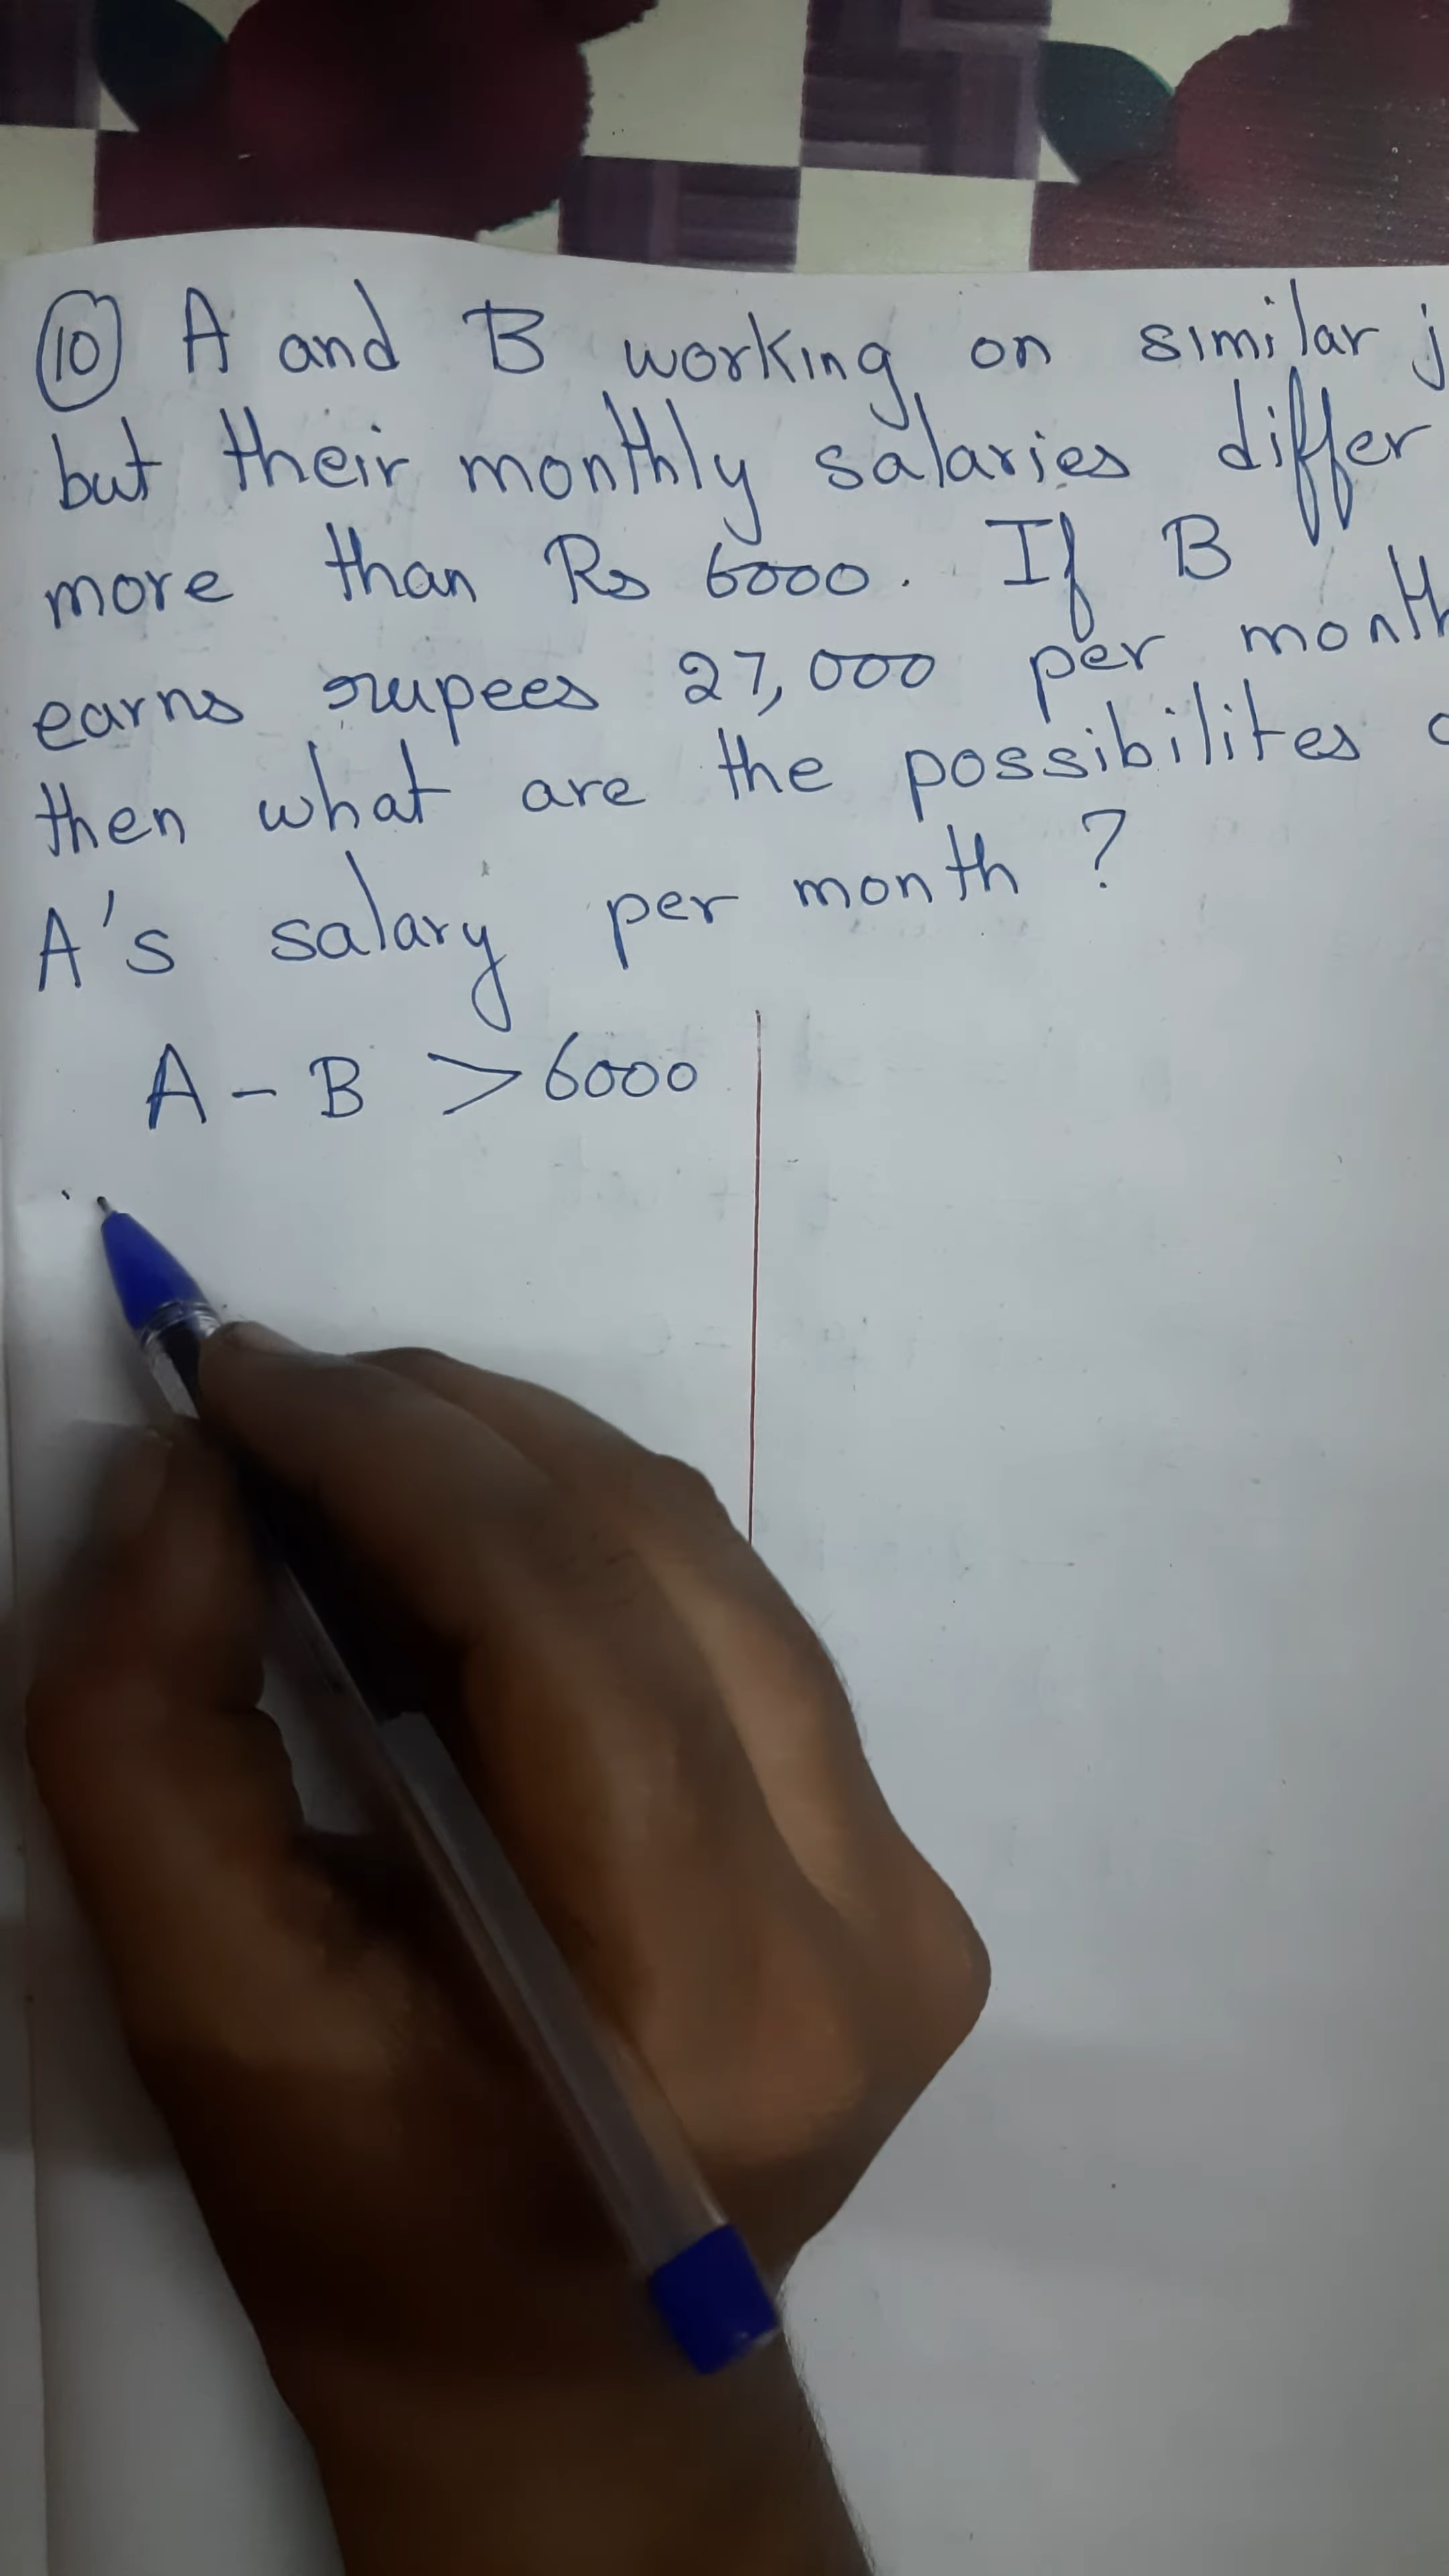 10 A and B working on similar j
but their monthly salaries differ
more than Rs 6000. If B
earns rupees 27,000 per month
then what are the possibilites
A's salary per month ?
A - B > 6000